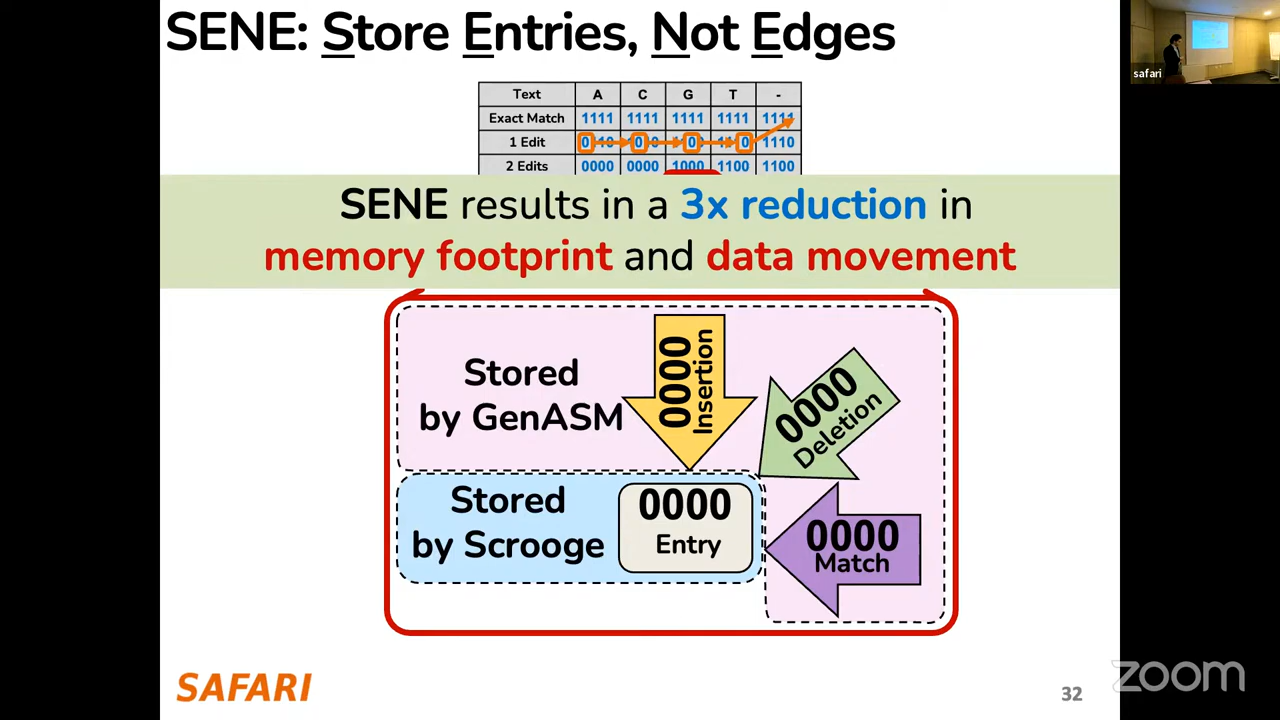 SENE: Store Entries, Not Edges
safari
Text A C G T -
Exact Match 1111 1111 1111 1111 1111
1 Edit 0 0 0 0 1110
2 Edits 0000 0000 1000 1100 1100
SENE results in a 3x reduction in
memory footprint and data movement
Stored
by GenASM
0000
Insertion
0000
Deletion
Stored
by Scrooge
0000
Entry
0000
Match
SAFARI
32
zoom